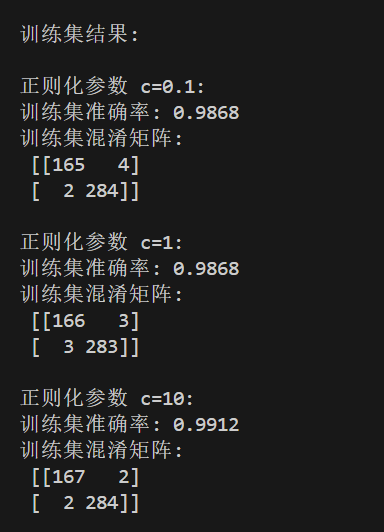 训练集结果:
正则化参数 c=0.1:
训练集准确率: 0.9868
训练集混淆矩阵:
[[165   4]
[  2 284]]
正则化参数 c=1:
训练集准确率: 0.9868
训练集混淆矩阵:
[[166   3]
[  3 283]]
正则化参数 c=10:
训练集准确率: 0.9912
训练集混淆矩阵:
[[167   2]
[  2 284]]